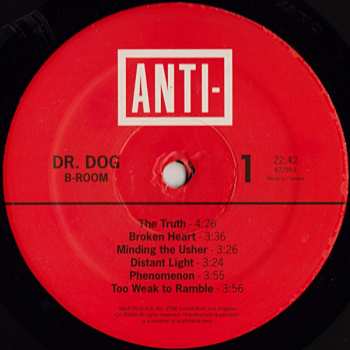 ANTI-
DR. DOG
B-ROOM
1
22:42
The Truth - 4:26
Broken Heart - 3:36
Minding the Usher - 3:26
Distant Light - 3:24
Phenomenon - 3:55
Too Weak to Ramble - 3:56